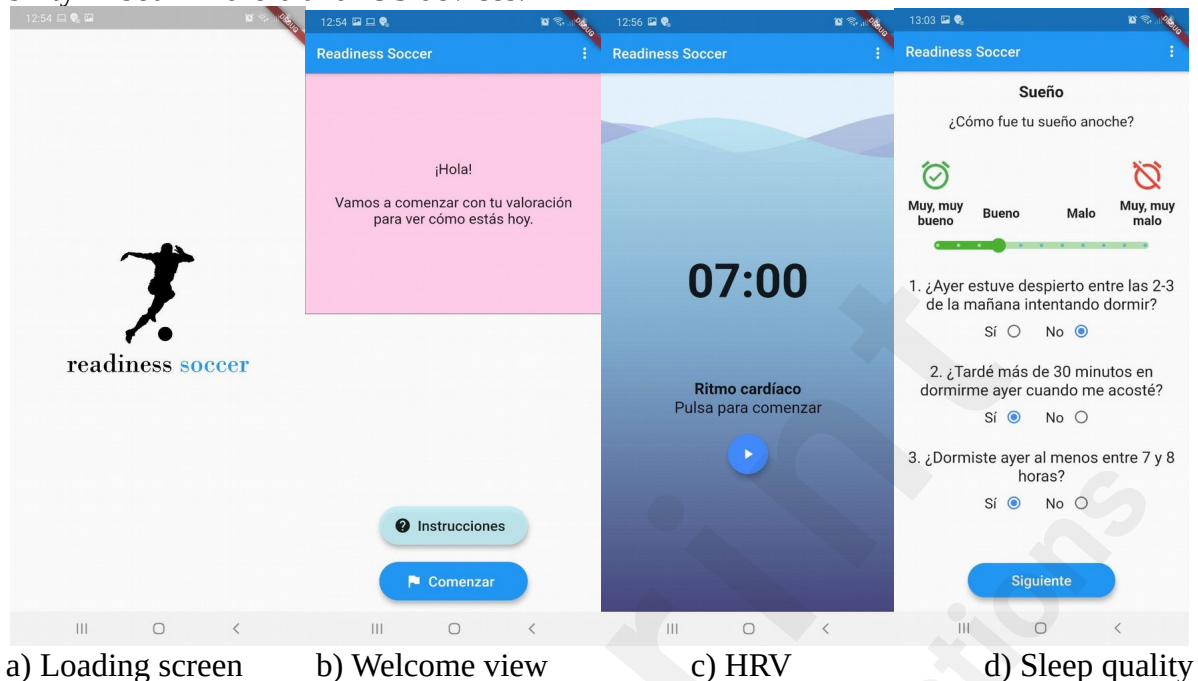 12:54
DEBUG
readiness soccer
12:54
DEBUG
Readiness Soccer
¡Hola!
Vamos a comenzar con tu valoración
para ver cómo estás hoy.
Instrucciones
Comenzar
12:56
DEBUG
Readiness Soccer
07:00
Ritmo cardíaco
Pulsa para comenzar
13:03
DEBUG
Readiness Soccer
Sueño
¿Cómo fue tu sueño anoche?
Muy, muy
bueno
Bueno
Malo
Muy, muy
malo
1. ¿Ayer estuve despierto entre las 2-3
de la mañana intentando dormir?
Sí No
2. ¿Tardé más de 30 minutos en
dormirme ayer cuando me acosté?
Sí No
3. ¿Dormiste ayer al menos entre 7 y 8
horas?
Sí No
Siguiente
a) Loading screen
b) Welcome view
c) HRV
d) Sleep quality